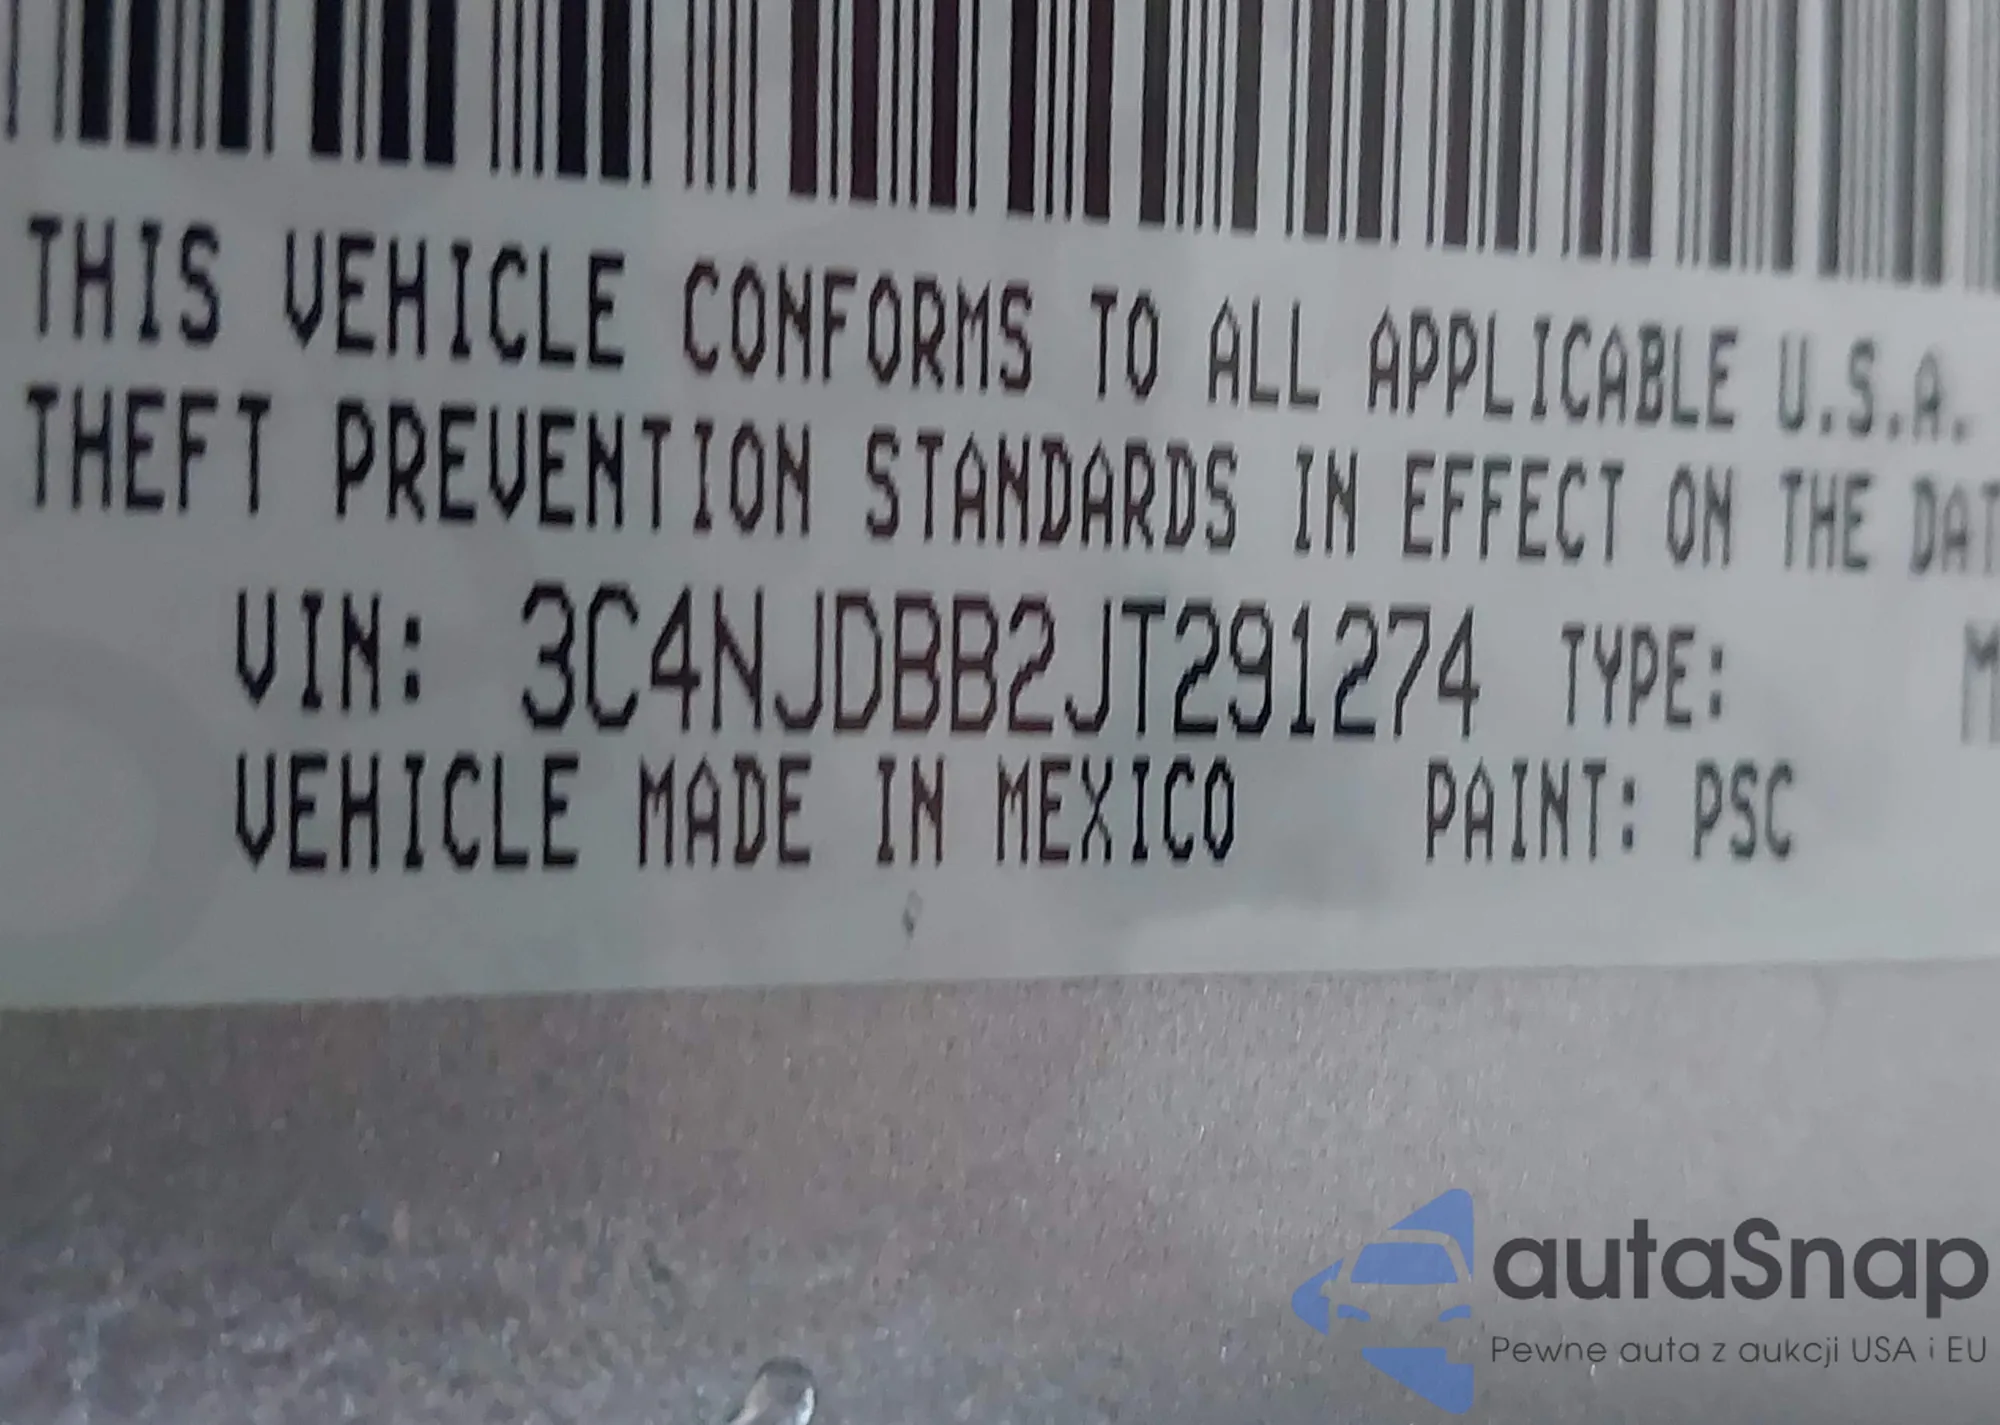 THIS VEHICLE CONFORMS TO ALL APPLICABLE U.S.A.
THEFT PREVENTION STANDARDS IN EFFECT ON THE DAT
VIN: 3C4NJDBB2JT291274 TYPE: M
VEHICLE MADE IN MEXICO PAINT: PSC
autaSnap
Pewne auta z aukcji USA i EU